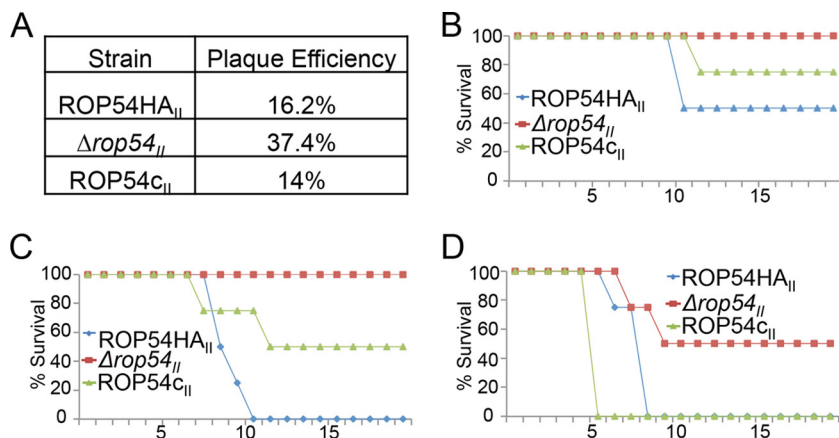 A
Strain Plaque Efficiency
ROP54HAII 16.2%
Δrop54II 37.4%
ROP54cII 14%
B
% Survival
100
80
60
40
20
0
ROP54HAII
Δrop54II
ROP54cII
5 10 15
C
% Survival
100
80
60
40
20
0
ROP54HAII
Δrop54II
ROP54cII
5 10 15
D
% Survival
100
80
60
40
20
0
ROP54HAII
Δrop54II
ROP54cII
5 10 15